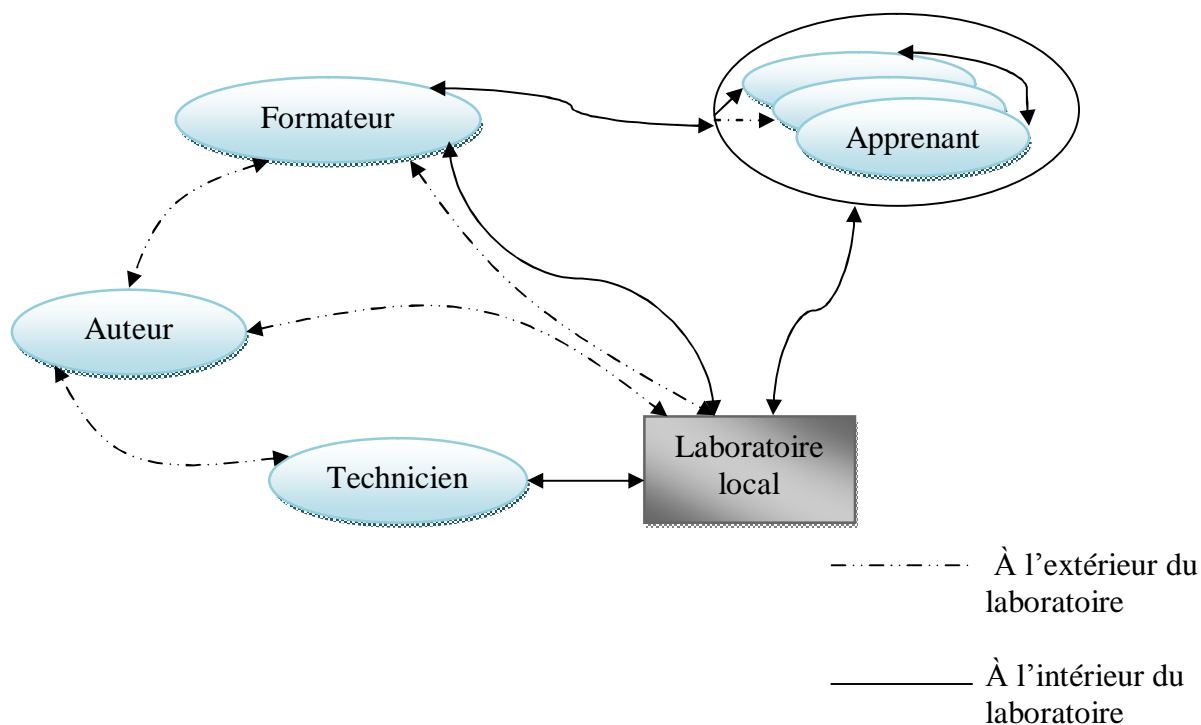 Formateur
Apprenant
Auteur
Laboratoire
local
Technicien
À l’extérieur du
laboratoire
À l’intérieur du
laboratoire